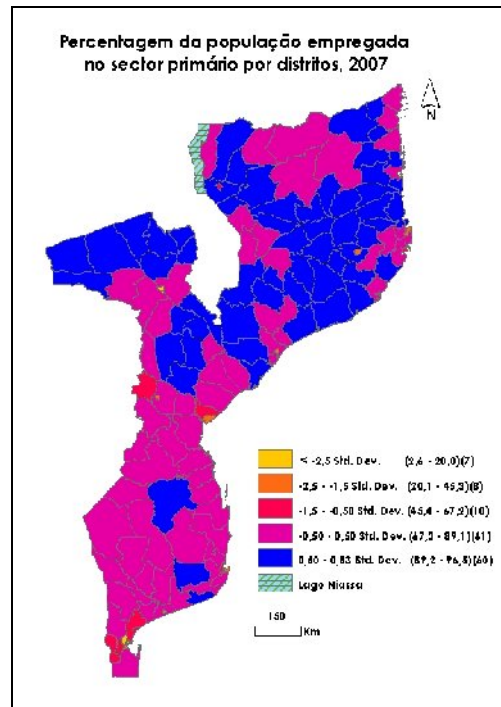 Percentagem da população empregada
no sector primário por distritos, 2007
N
< -2,5 Std. Dev. (2,6 - 20,0)(7)
-2,5 - -1,5 Std. Dev. (20,1 - 45,3)(8)
-1,5 - -0,50 Std. Dev. (45,4 - 67,2)(10)
-0,50 - 0,50 Std. Dev. (67,3 - 89,1)(61)
0,50 - 0,83 Std. Dev. (89,2 - 96,5)(60)
Lago Niassa
150
Km